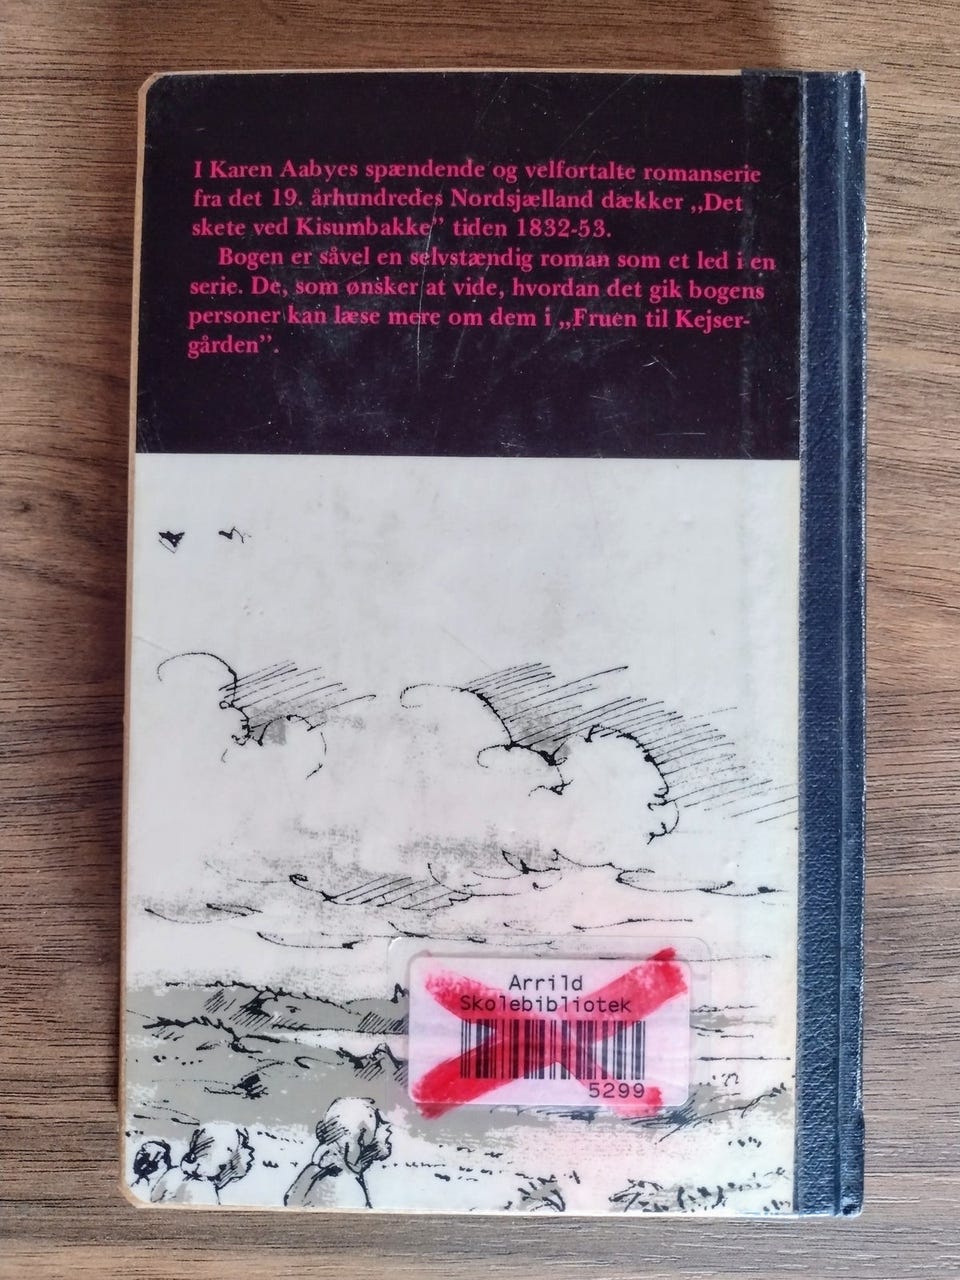 I Karen Aabyes spændende og velfortalte romanserie
fra det 19. århundredes Nordsjælland dækker „Det
skete ved Kisumbakke” tiden 1832-53.
Bogen er såvel en selvstændig roman som et led i en
serie. De, som ønsker at vide, hvordan det gik bogens
personer kan læse mere om dem i „Fruen til Kejser-
gården”.
Arrild
Skolebibliotek
5299